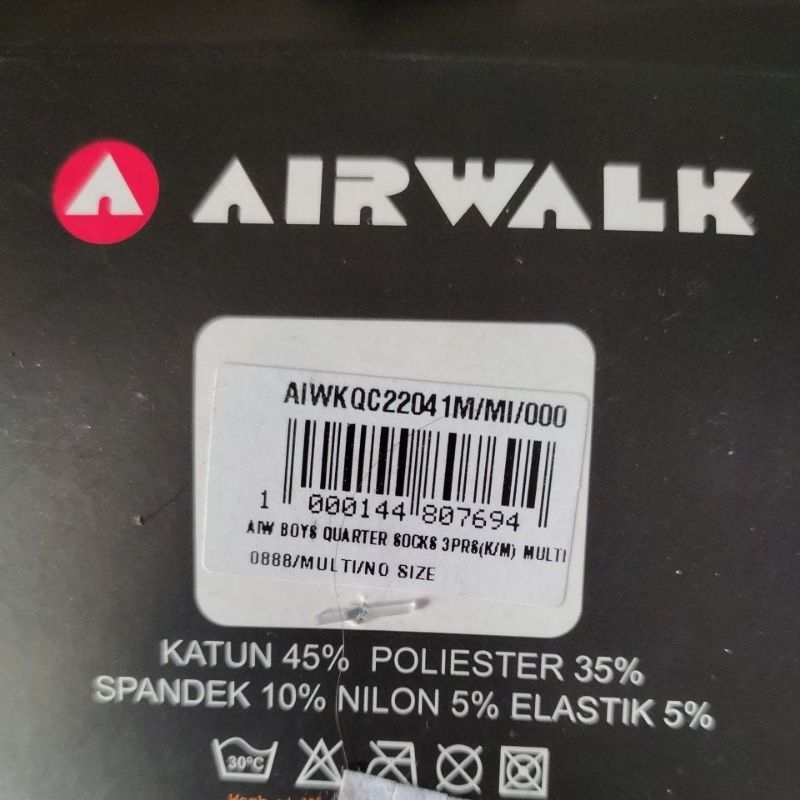 AIRWALK
AIWKQC22041M/MI/000
1 000144 807694
AIW BOYS QUARTER SOCKS 3PRS(K/M) MULTI
0888/MULTI/NO SIZE
KATUN 45% POLIESTER 35%
SPANDEK 10% NILON 5% ELASTIK 5%
30°C